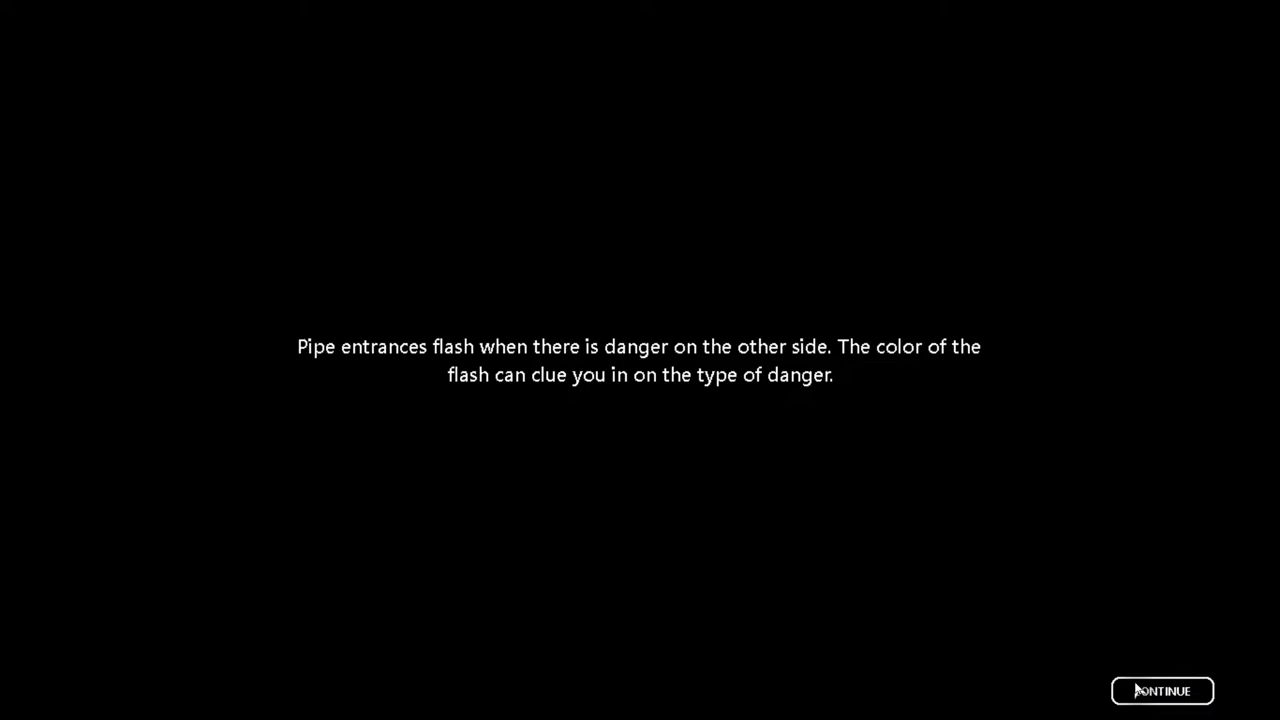 Pipe entrances flash when there is danger on the other side. The color of the
flash can clue you in on the type of danger.
CONTINUE